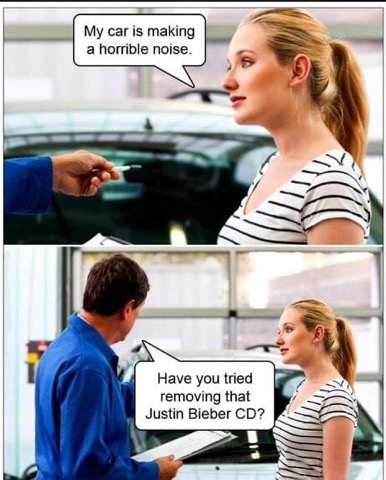 My car is making
a horrible noise.
Have you tried
removing that
Justin Bieber CD?